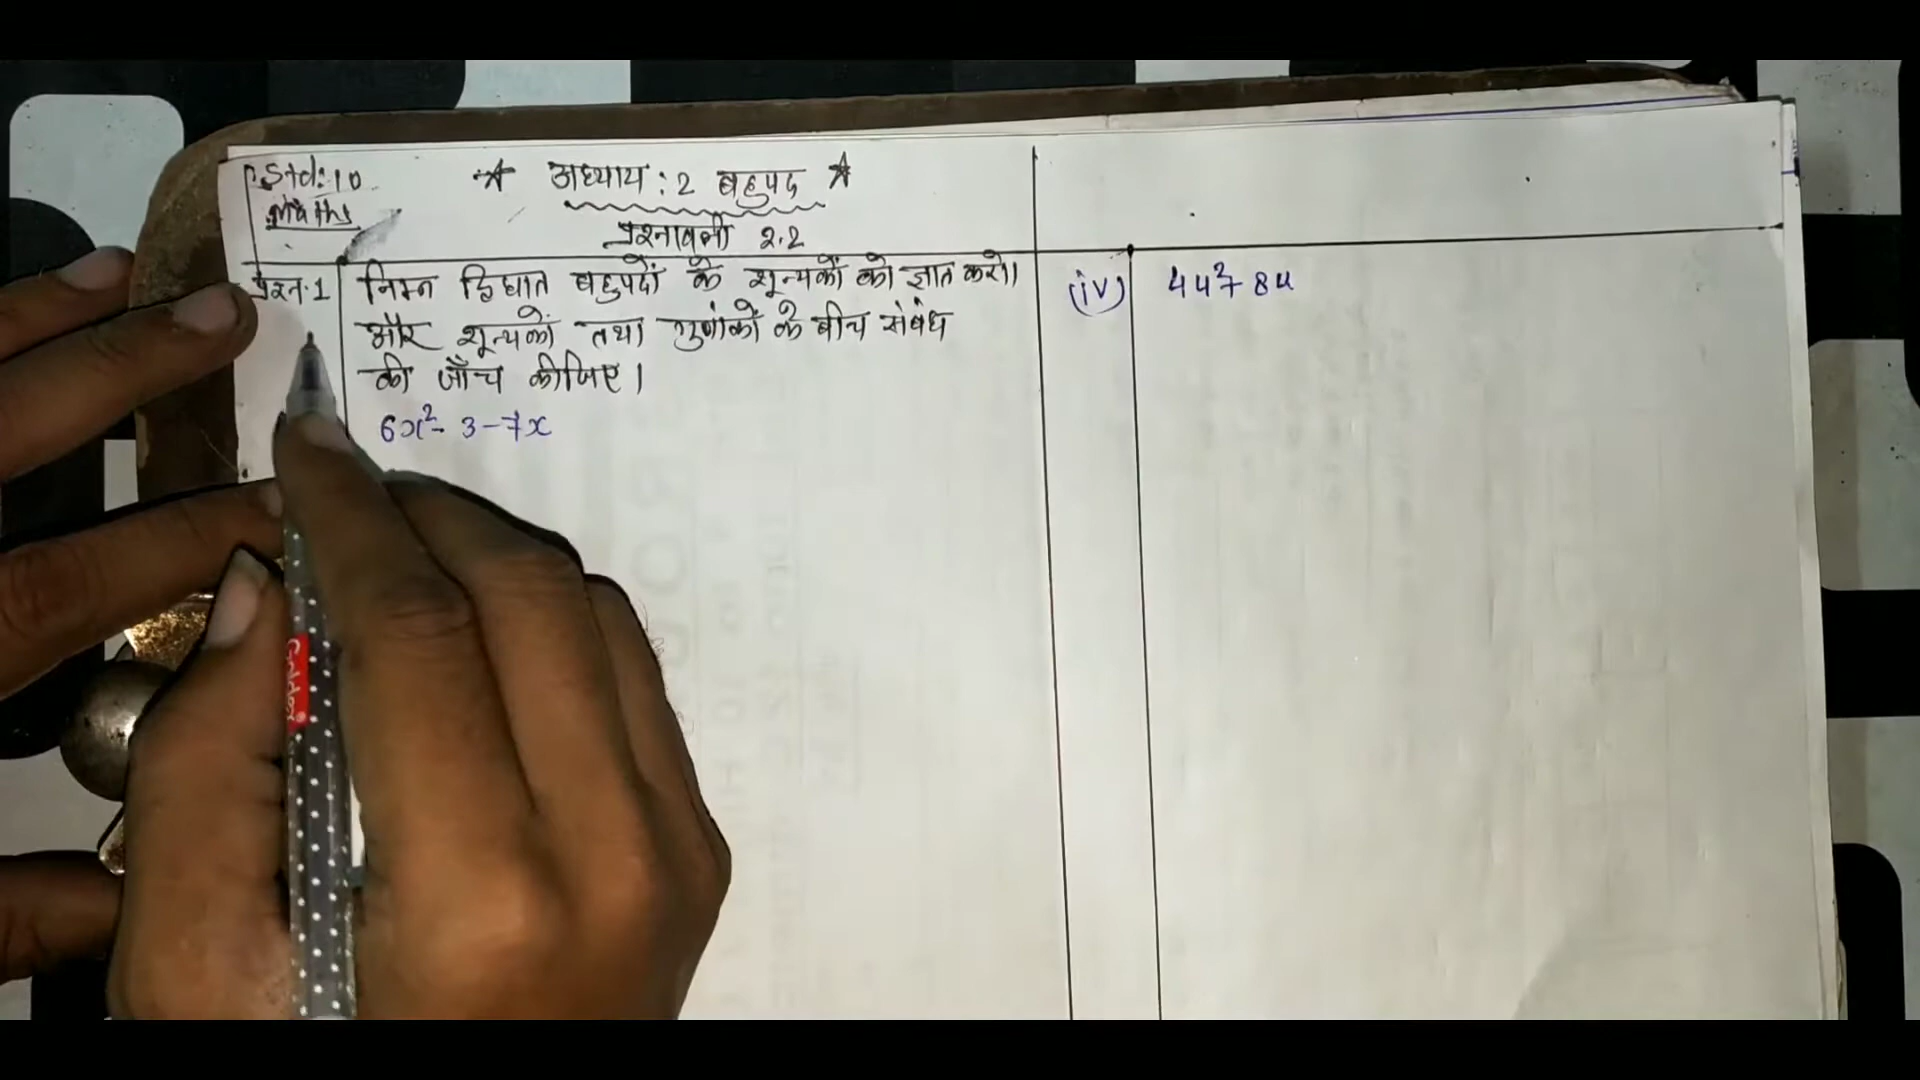 Std: 10
Maths
★ अध्याय : 2 बहुपद ★
प्रश्नावली 2.2
प्रश्न.1 निम्न द्विघात बहुपदों के शून्यकों को ज्ञात करो।
और शून्यकों तथा गुणांकों के बीच संबंध
की जाँच कीजिए।
6x²- 3-7x
(iv) 4u²+ 8u
Goldex